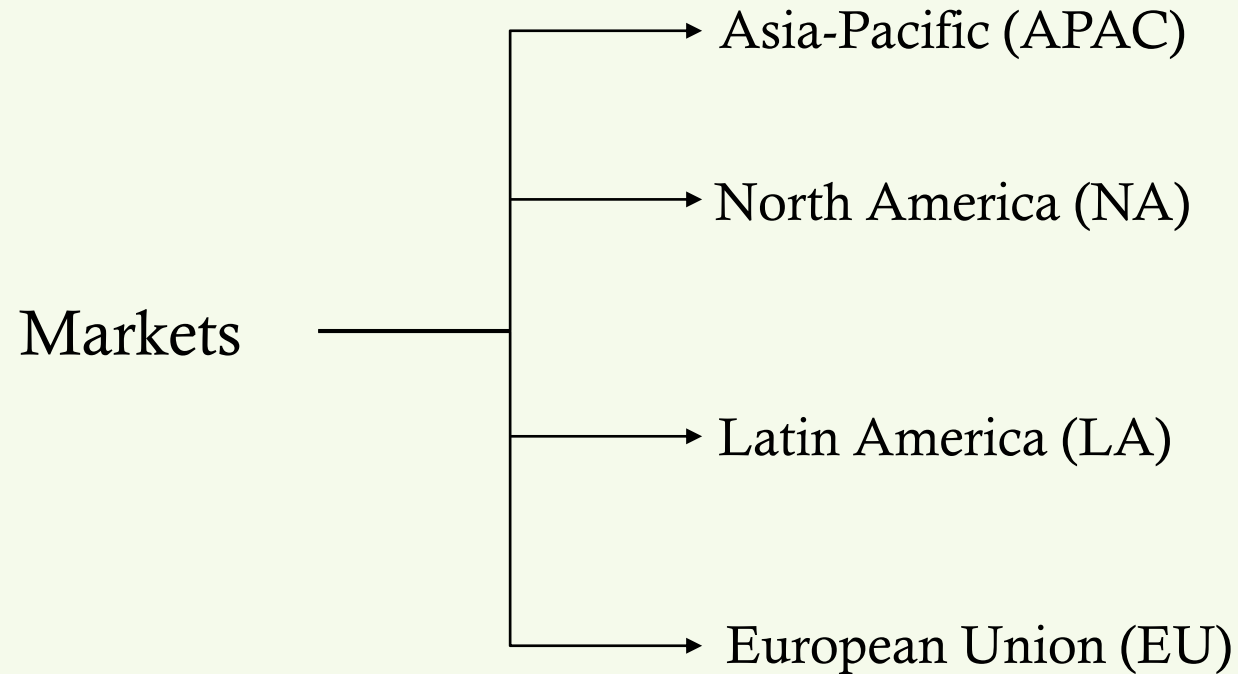 Asia-Pacific (APAC)
North America (NA)
Markets
Latin America (LA)
European Union (EU)